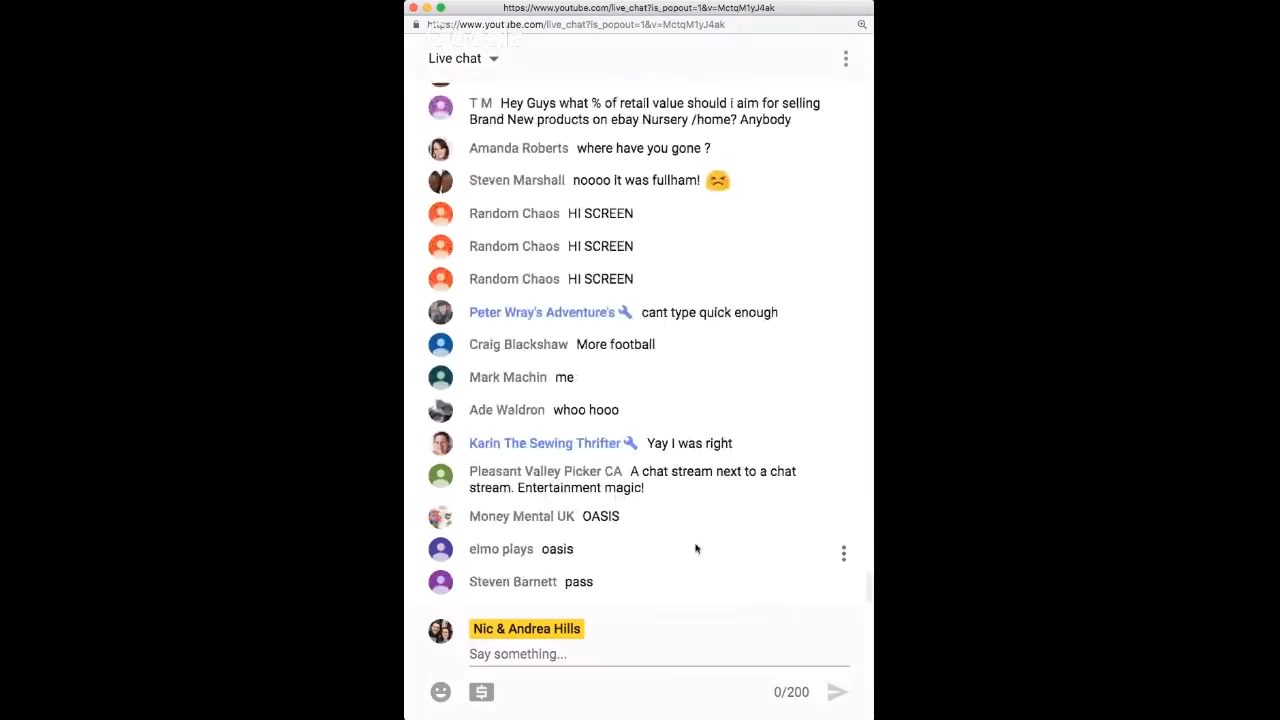 https://www.youtube.com/live_chat?is_popout=1&v=MctqM1yJ4ak
https://www.youtube.com/live_chat?is_popout=1&v=MctqM1yJ4ak
Live chat
T M Hey Guys what % of retail value should i aim for selling
Brand New products on ebay Nursery /home? Anybody
Amanda Roberts where have you gone ?
Steven Marshall noooo it was fullham!
Random Chaos HI SCREEN
Random Chaos HI SCREEN
Random Chaos HI SCREEN
Peter Wray's Adventure's cant type quick enough
Craig Blackshaw More football
Mark Machin me
Ade Waldron whoo hooo
Karin The Sewing Thrifter Yay I was right
Pleasant Valley Picker CA A chat stream next to a chat
stream. Entertainment magic!
Money Mental UK OASIS
elmo plays oasis
Steven Barnett pass
Nic & Andrea Hills
Say something...
0/200